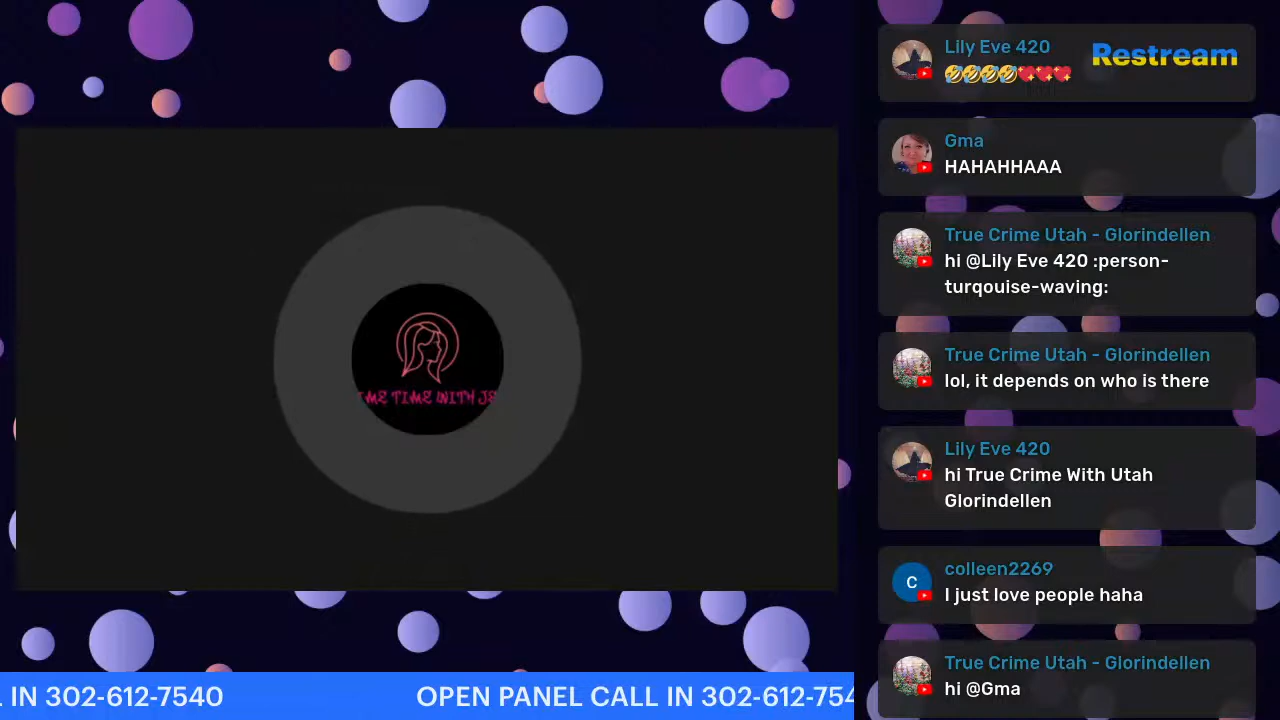 Lily Eve 420
Restream
🤣🤣🤣🤣💖💖💖
Gma
HAHAHHAAA
True Crime Utah - Glorindellen
hi @Lily Eve 420 :person-
turqouise-waving:
True Crime Utah - Glorindellen
lol, it depends on who is there
Lily Eve 420
hi True Crime With Utah
Glorindellen
C
colleen2269
I just love people haha
True Crime Utah - Glorindellen
hi @Gma
TIME WITH
IN 302-612-7540
OPEN PANEL CALL IN 302-612-754